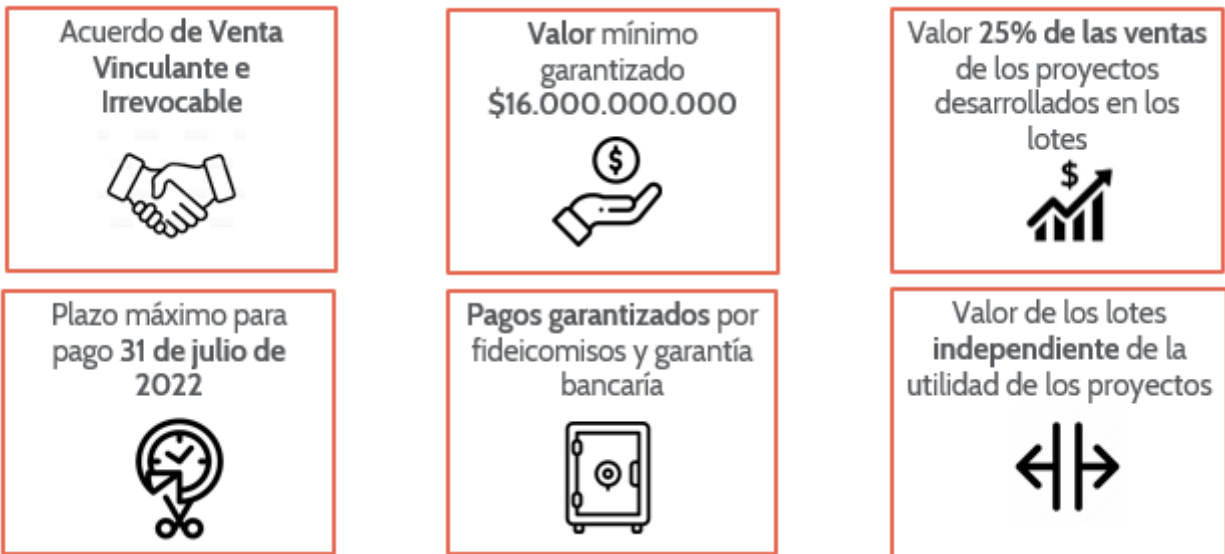 Acuerdo de Venta
Vinculante e
Irrevocable
Valor mínimo
garantizado
$16.000.000.000
$
Valor 25% de las ventas
de los proyectos
desarrollados en los
lotes
$
Plazo máximo para
pago 31 de julio de
2022
Pagos garantizados por
fideicomisos y garantía
bancaría
Valor de los lotes
independiente de la
utilidad de los proyectos